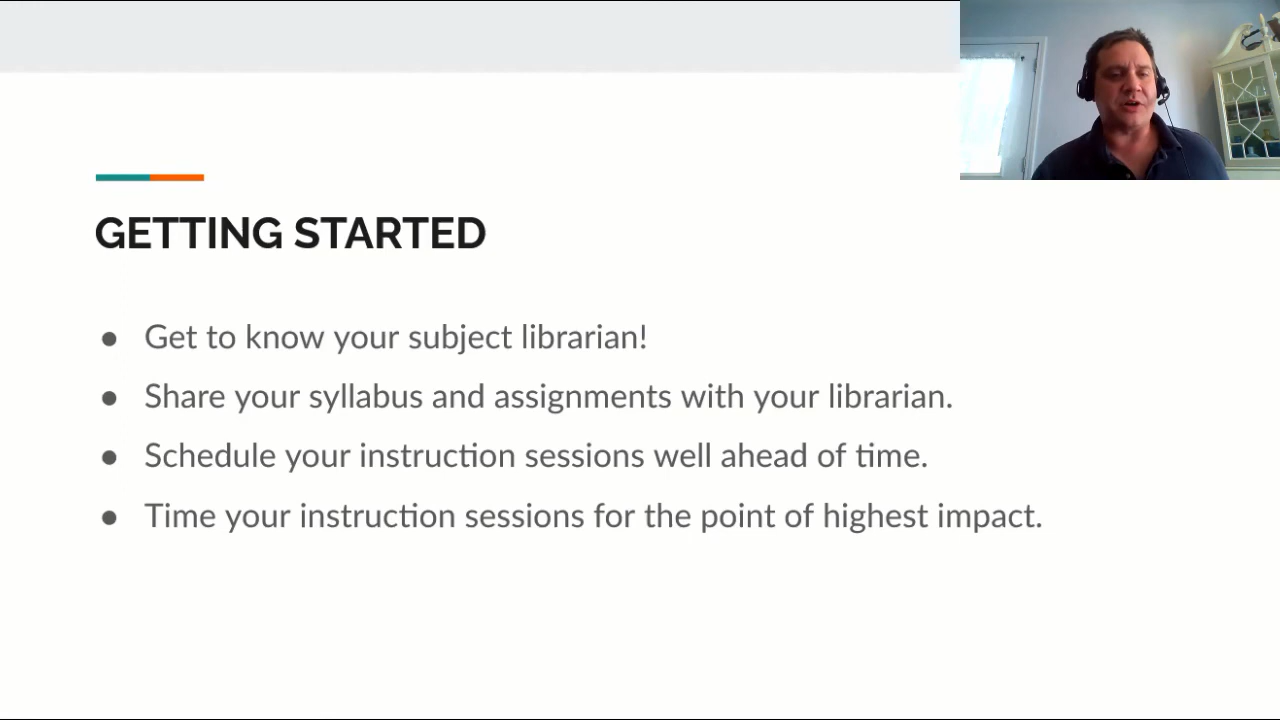 GETTING STARTED
● Get to know your subject librarian!
● Share your syllabus and assignments with your librarian.
● Schedule your instruction sessions well ahead of time.
● Time your instruction sessions for the point of highest impact.